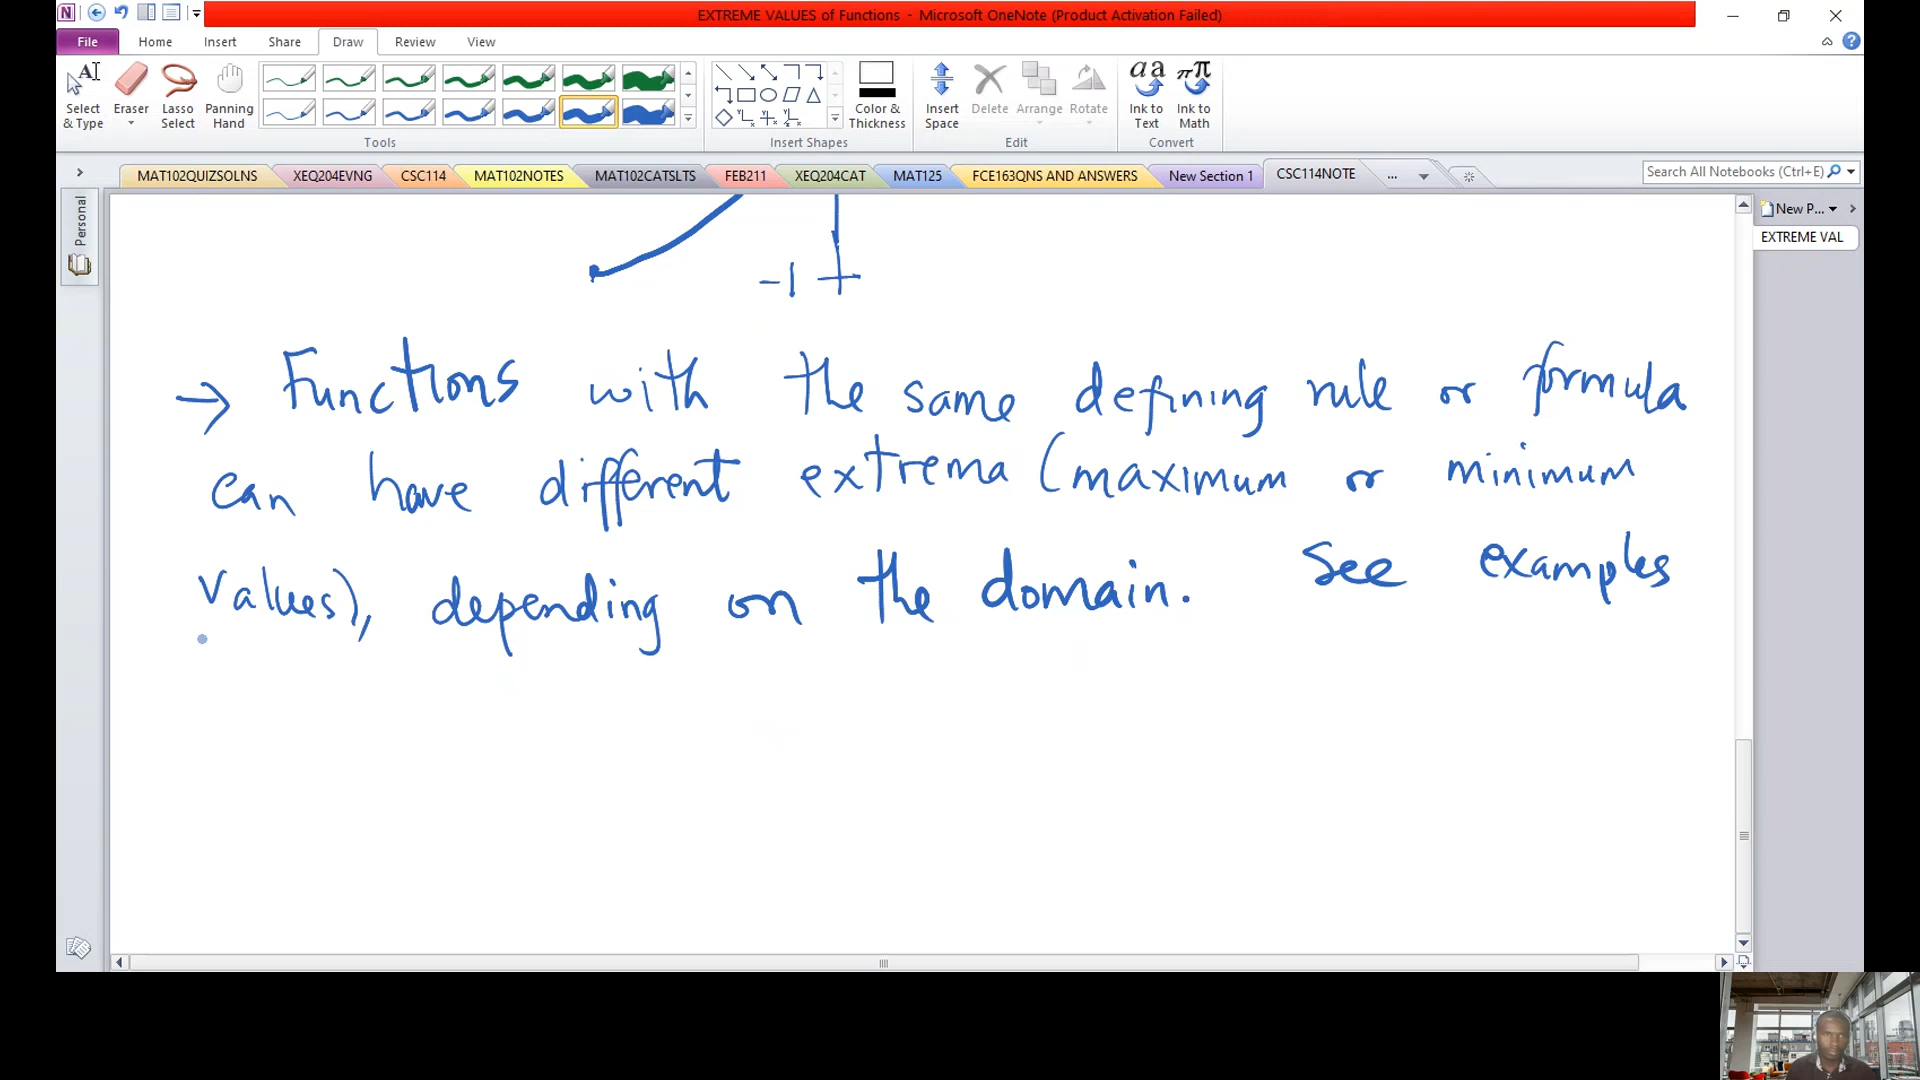 EXTREME VALUES of Functions - Microsoft OneNote (Product Activation Failed)
File Home Insert Share Draw Review View
Select & Type
Eraser
Lasso Select
Panning Hand
Color & Thickness
Insert Space
Delete
Arrange
Rotate
Ink to Text
Ink to Math
Tools Insert Shapes Edit Convert
MAT102QUIZSOLNS XEQ204EVNG CSC114 MAT102NOTES MAT102CATSLTS FEB211 XEQ204CAT MAT125 FCE163QNS AND ANSWERS New Section 1 CSC114NOTE ...
Search All Notebooks (Ctrl+E)
Personal
New P...
EXTREME VAL
-1
→ Functions with the same defining rule or formula
can have different extrema (maximum or minimum
values), depending on the domain. See examples